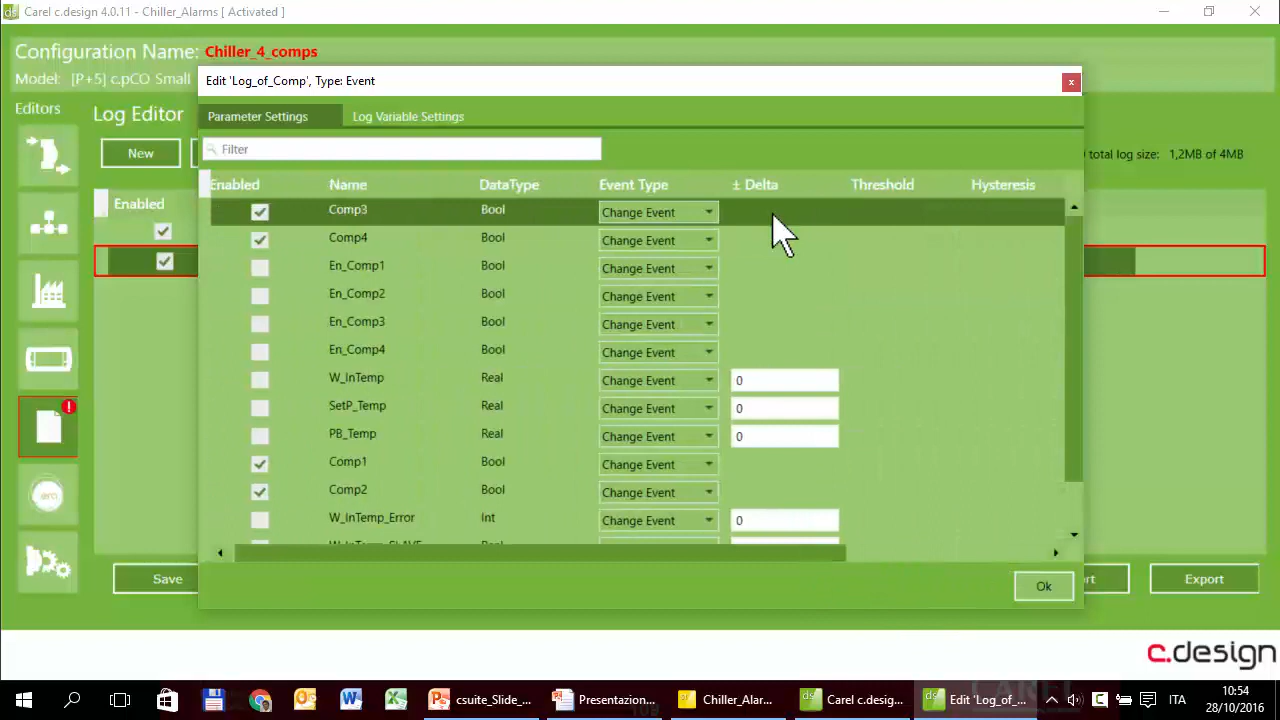 Carel c.design 4.0.11 - Chiller_Alarms [ Activated ]
Configuration Name: Chiller_4_comps
Model: [P+5] c.pCO Small
Edit 'Log_of_Comp', Type: Event
Editors
Log Editor
Parameter Settings
Log Variable Settings
New
Filter
total log size: 1,2MB of 4MB
Enabled
Enabled Name DataType Event Type ± Delta Threshold Hysteresis
Comp3 Bool Change Event
Comp4 Bool Change Event
En_Comp1 Bool Change Event
En_Comp2 Bool Change Event
En_Comp3 Bool Change Event
En_Comp4 Bool Change Event
W_InTemp Real Change Event 0
SetP_Temp Real Change Event 0
PB_Temp Real Change Event 0
Comp1 Bool Change Event
Comp2 Bool Change Event
W_InTemp_Error Int Change Event 0
Ok
Save
Export
c.design
csuite_Slide_...
Presentazion...
Chiller_Alar...
Carel c.desig...
Edit 'Log_of_...
ITA
10:54
28/10/2016